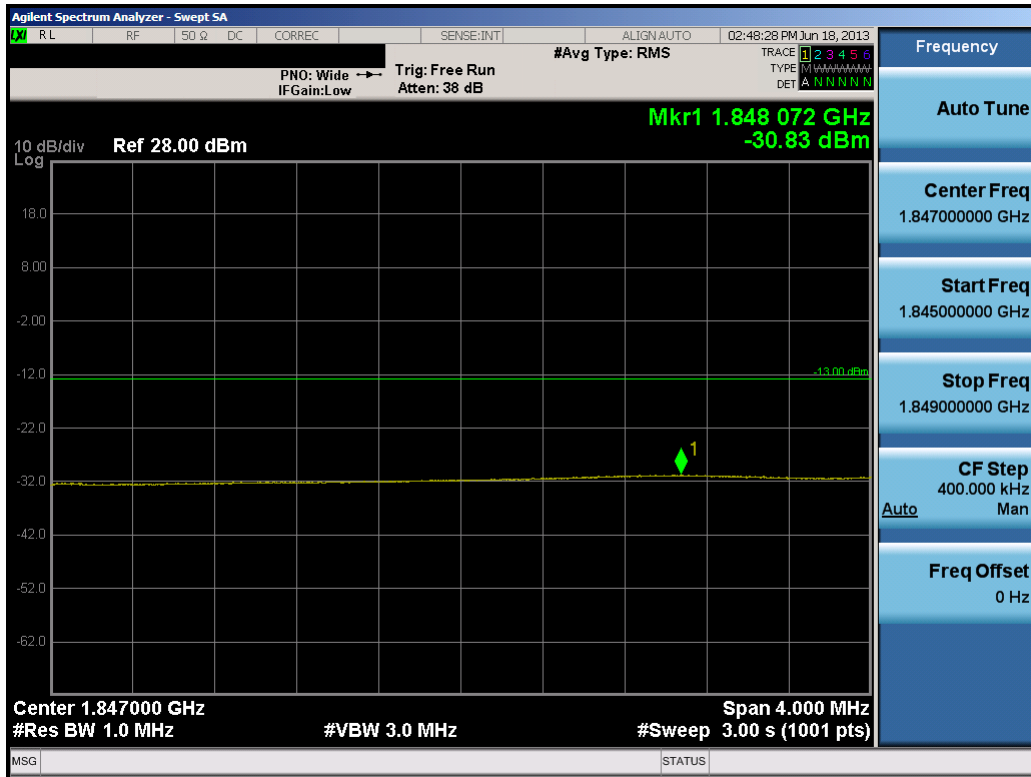 Agilent Spectrum Analyzer - Swept SA
LXI RL RF 50 Ω DC CORREC SENSE:INT ALIGN AUTO 02:48:28 PM Jun 18, 2013
Frequency
#Avg Type: RMS
TRACE 1 2 3 4 5 6
PNO: Wide Trig: Free Run
TYPE M WWWWW
IFGain:Low Atten: 38 dB
DET A N N N N N
Auto Tune
Mkr1 1.848 072 GHz
-30.83 dBm
10 dB/div Ref 28.00 dBm
Log
18.0
8.00
-2.00
-12.0
-13.00 dBm
-22.0
1
-32.0
-42.0
-52.0
-62.0
Center Freq
1.847000000 GHz
Start Freq
1.845000000 GHz
Stop Freq
1.849000000 GHz
CF Step
400.000 kHz
Auto Man
Freq Offset
0 Hz
Center 1.847000 GHz Span 4.000 MHz
#Res BW 1.0 MHz #VBW 3.0 MHz #Sweep 3.00 s (1001 pts)
MSG STATUS